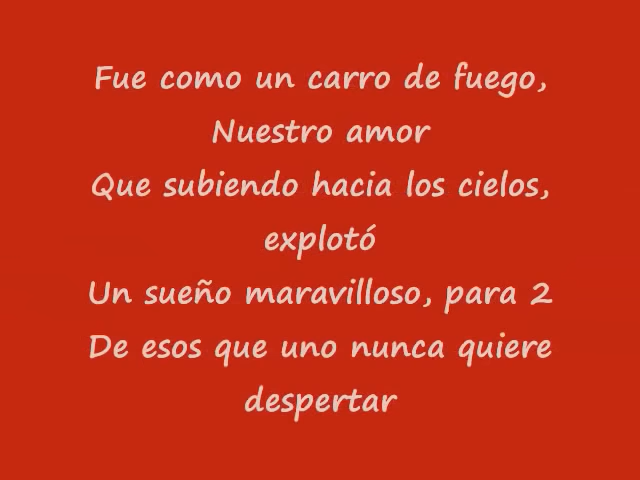 Fue como un carro de fuego,
Nuestro amor
Que subiendo hacia los cielos,
explotó
Un sueño maravilloso, para 2
De esos que uno nunca quiere
despertar